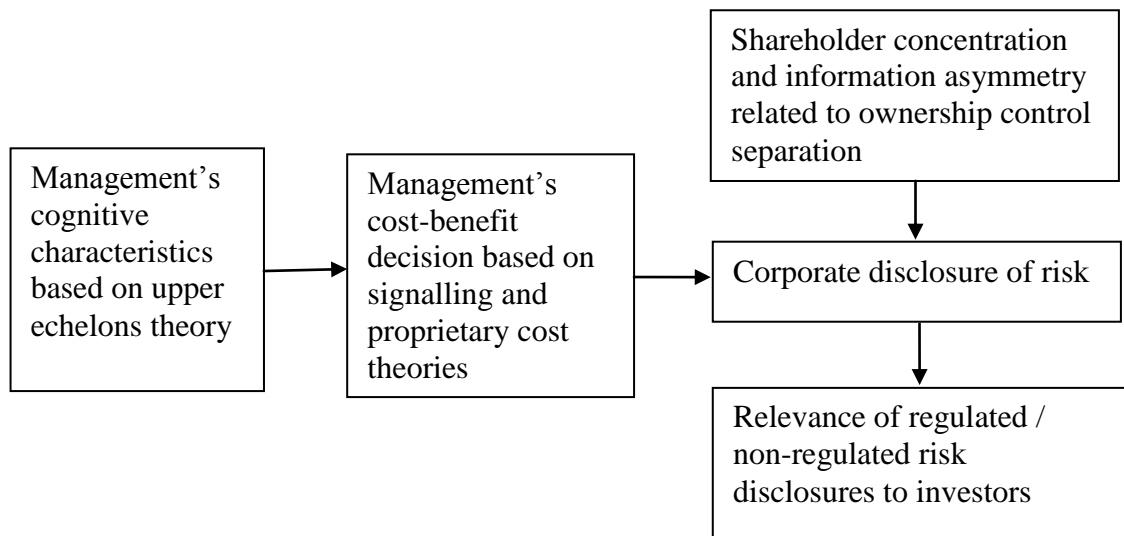 Shareholder concentration
and information asymmetry
related to ownership control
separation
Management’s
cognitive
characteristics
based on upper
echelons theory
Management’s
cost-benefit
decision based on
signalling and
proprietary cost
theories
Corporate disclosure of risk
Relevance of regulated /
non-regulated risk
disclosures to investors